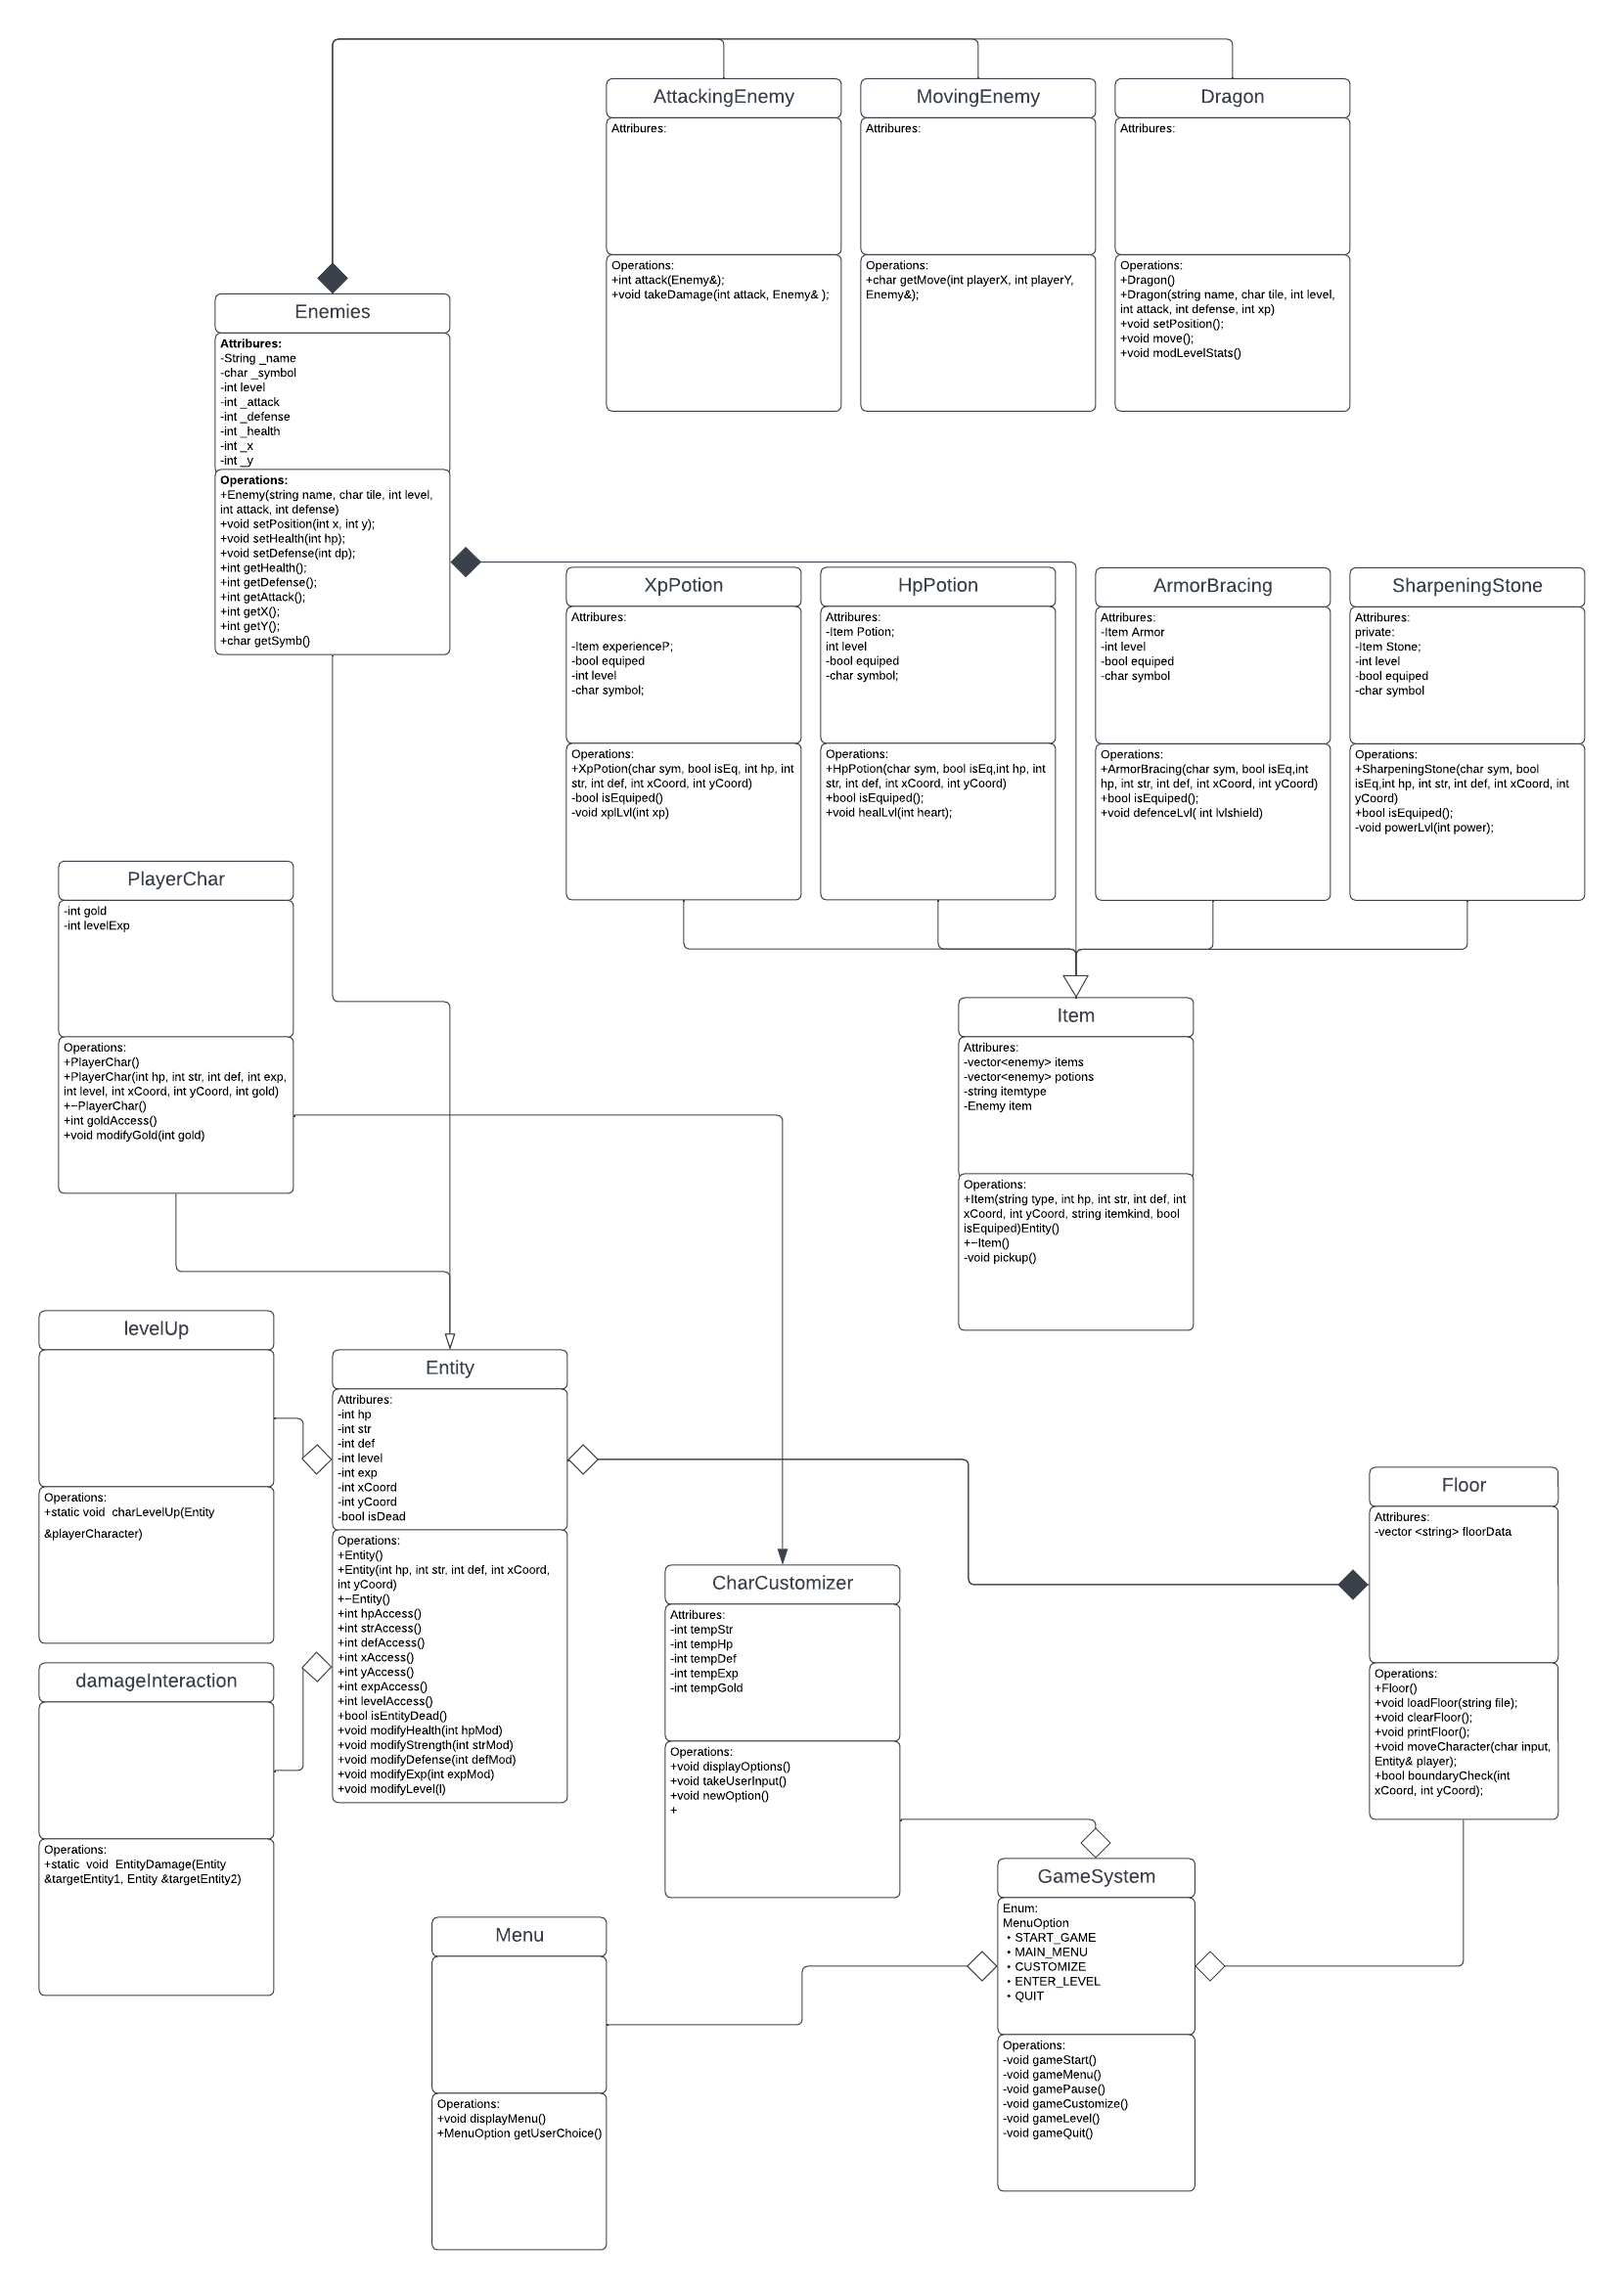 AttackingEnemy
Attribures:
Operations:
+int attack(Enemy&);
+void takeDamage(int attack, Enemy& );
MovingEnemy
Attribures:
Operations:
+char getMove(int playerX, int playerY,
Enemy&);
Dragon
Attribures:
Operations:
+Dragon()
+Dragon(string name, char tile, int level,
int attack, int defense, int xp)
+void setPosition();
+void move();
+void modLevelStats()
Enemies
Attribures:
-String _name
-char _symbol
-int level
-int _attack
-int _defense
-int _health
-int _x
-int _y
Operations:
+Enemy(string name, char tile, int level,
int attack, int defense)
+void setPosition(int x, int y);
+void setHealth(int hp);
+void setDefense(int dp);
+int getHealth();
+int getDefense();
+int getAttack();
+int getX();
+int getY();
+char getSymb()
XpPotion
Attribures:
-Item experienceP;
-bool equiped
-int level
-char symbol;
Operations:
+XpPotion(char sym, bool isEq, int hp, int
str, int def, int xCoord, int yCoord)
-bool isEquiped()
-void xplLvl(int xp)
HpPotion
Attribures:
-Item Potion;
int level
-bool equiped
-char symbol;
Operations:
+HpPotion(char sym, bool isEq,int hp, int
str, int def, int xCoord, int yCoord)
+bool isEquiped();
+void healLvl(int heart);
ArmorBracing
Attribures:
-Item Armor
-int level
-bool equiped
-char symbol
Operations:
+ArmorBracing(char sym, bool isEq,int
hp, int str, int def, int xCoord, int yCoord)
+bool isEquiped();
+void defenceLvl( int lvlshield)
SharpeningStone
Attribures:
private:
-Item Stone;
-int level
-bool equiped
-char symbol
Operations:
+SharpeningStone(char sym, bool
isEq,int hp, int str, int def, int xCoord, int
yCoord)
+bool isEquiped();
-void powerLvl(int power);
PlayerChar
-int gold
-int levelExp
Operations:
+PlayerChar()
+PlayerChar(int hp, int str, int def, int exp,
int level, int xCoord, int yCoord, int gold)
+~PlayerChar()
+int goldAccess()
+void modifyGold(int gold)
Item
Attribures:
-vector<enemy> items
-vector<enemy> potions
-string itemtype
-Enemy item
Operations:
+Item(string type, int hp, int str, int def, int
xCoord, int yCoord, string itemkind, bool
isEquiped)Entity()
+~Item()
-void pickup()
levelUp
Operations:
+static void  charLevelUp(Entity
&playerCharacter)
Entity
Attribures:
-int hp
-int str
-int def
-int level
-int exp
-int xCoord
-int yCoord
-bool isDead
Operations:
+Entity()
+Entity(int hp, int str, int def, int xCoord,
int yCoord)
+~Entity()
+int hpAccess()
+int strAccess()
+int defAccess()
+int xAccess()
+int yAccess()
+int expAccess()
+int levelAccess()
+bool isEntityDead()
+void modifyHealth(int hpMod)
+void modifyStrength(int strMod)
+void modifyDefense(int defMod)
+void modifyExp(int expMod)
+void modifyLevel(l)
Floor
Attribures:
-vector <string> floorData
Operations:
+Floor()
+void loadFloor(string file);
+void clearFloor();
+void printFloor();
+void moveCharacter(char input,
Entity& player);
+bool boundaryCheck(int
xCoord, int yCoord);
CharCustomizer
Attribures:
-int tempStr
-int tempHp
-int tempDef
-int tempExp
-int tempGold
Operations:
+void displayOptions()
+void takeUserInput()
+void newOption()
+
damageInteraction
Operations:
+static  void  EntityDamage(Entity
&targetEntity1, Entity &targetEntity2)
GameSystem
Enum:
MenuOption
• START_GAME
• MAIN_MENU
• CUSTOMIZE
• ENTER_LEVEL
• QUIT
Operations:
-void gameStart()
-void gameMenu()
-void gamePause()
-void gameCustomize()
-void gameLevel()
-void gameQuit()
Menu
Operations:
+void displayMenu()
+MenuOption getUserChoice()